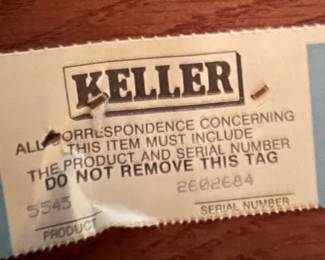 KELLER
ALL CORRESPONDENCE CONCERNING
THIS ITEM MUST INCLUDE
THE PRODUCT AND SERIAL NUMBER
DO NOT REMOVE THIS TAG
5545 2602684
PRODUCT SERIAL NUMBER